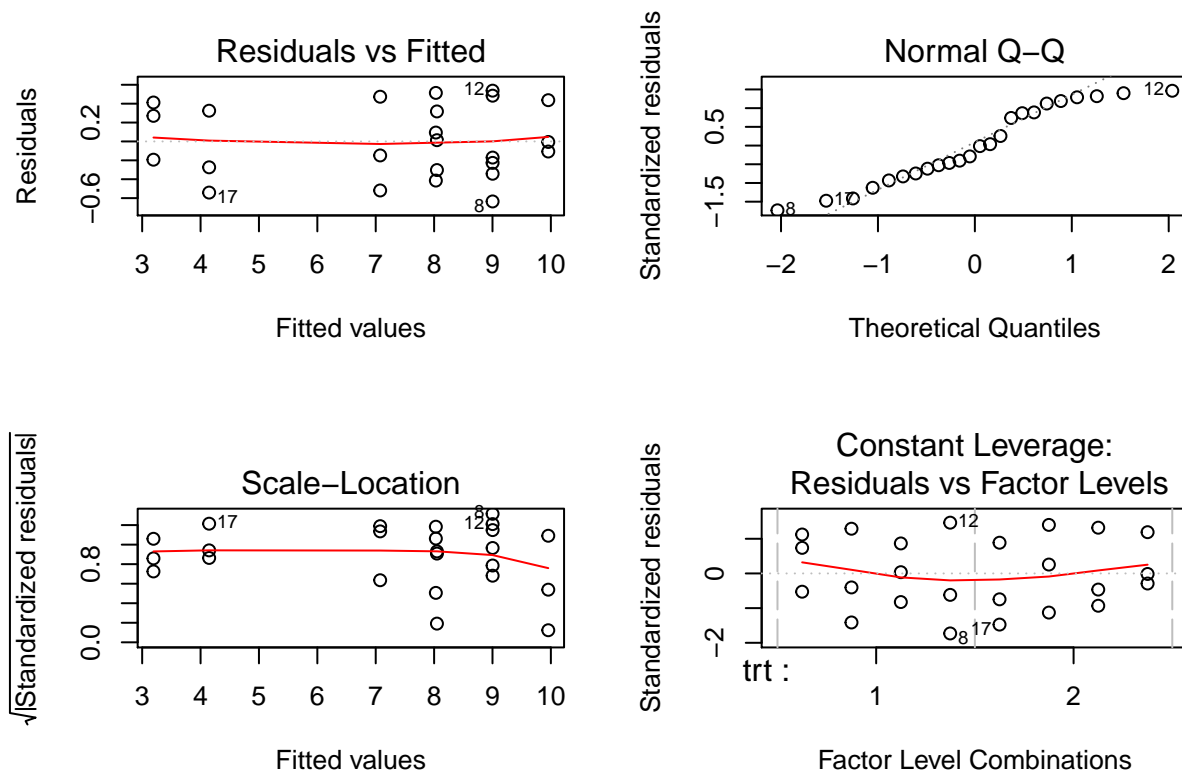 Residuals vs Fitted
Residuals
0.2
−0.6
12
17
8
3 4 5 6 7 8 9 10
Fitted values
Normal Q−Q
Standardized residuals
0.5
−1.5
8
17
12
−2 −1 0 1 2
Theoretical Quantiles
Scale−Location
√|Standardized residuals|
0.8
0.0
17
8
12
3 4 5 6 7 8 9 10
Fitted values
Constant Leverage:
Residuals vs Factor Levels
Standardized residuals
0
−2
12
8
17
trt :
1 2
Factor Level Combinations